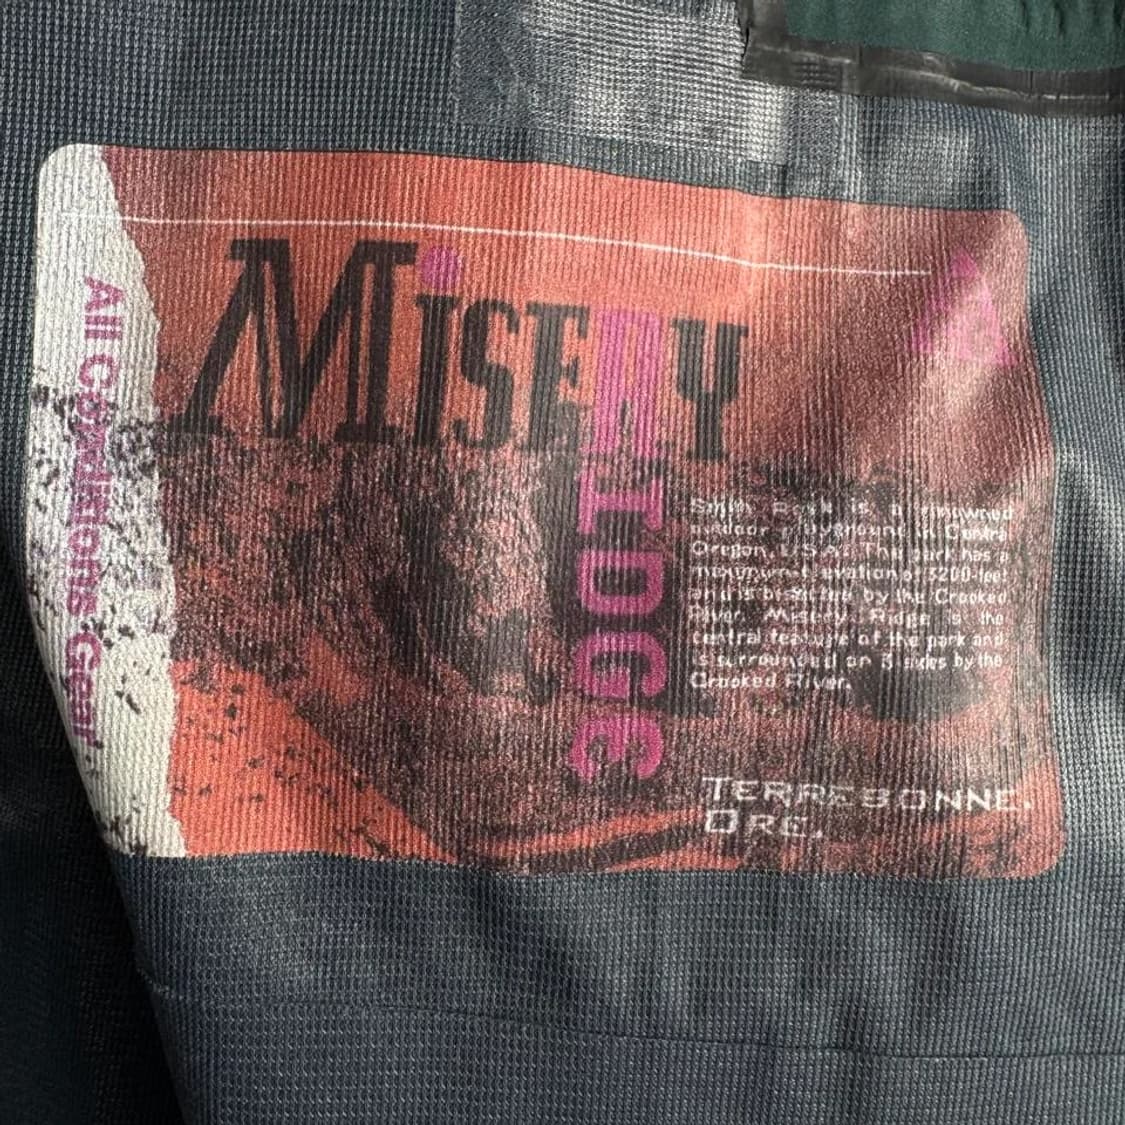 All Conditions Gear
MiSERY
RIDGE
Smith Rock is a renowned
outdoor playground in Central
Oregon, U.S.A. This park has a
elevation of 3200-feet
and is bisected by the Crooked
River. Misery Ridge is the
central feature of the park and
is surrounded on 3 sides by the
Crooked River.
TERREBONNE,
ORE.